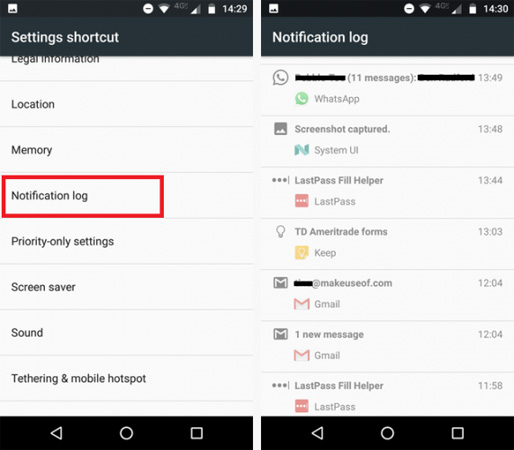 4G 14:29
Settings shortcut
Legal information
Location
Memory
Notification log
Priority-only settings
Screen saver
Sound
Tethering & mobile hotspot
4G 14:30
Notification log
(11 messages): 13:49
WhatsApp
Screenshot captured. 13:48
System UI
LastPass Fill Helper 13:44
LastPass
TD Ameritrade forms 13:03
Keep
@makeuseof.com 12:04
Gmail
1 new message 12:04
Gmail
LastPass Fill Helper 11:58
LastPass